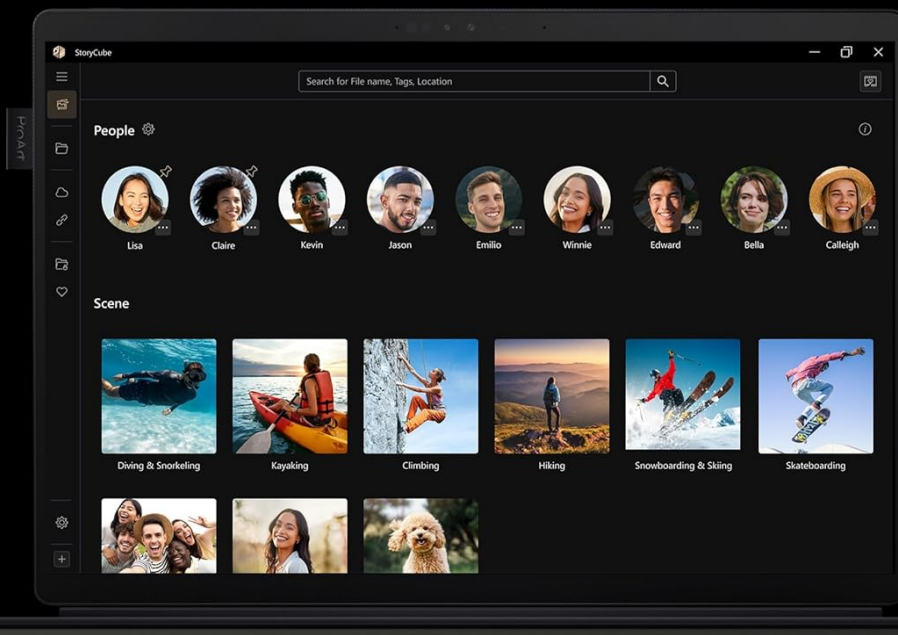 StoryCube
Search for File name, Tags, Location
ProArt
People
Lisa
Claire
Kevin
Jason
Emilio
Winnie
Edward
Bella
Calleigh
Scene
Diving & Snorkeling
Kayaking
Climbing
Hiking
Snowboarding & Skiing
Skateboarding